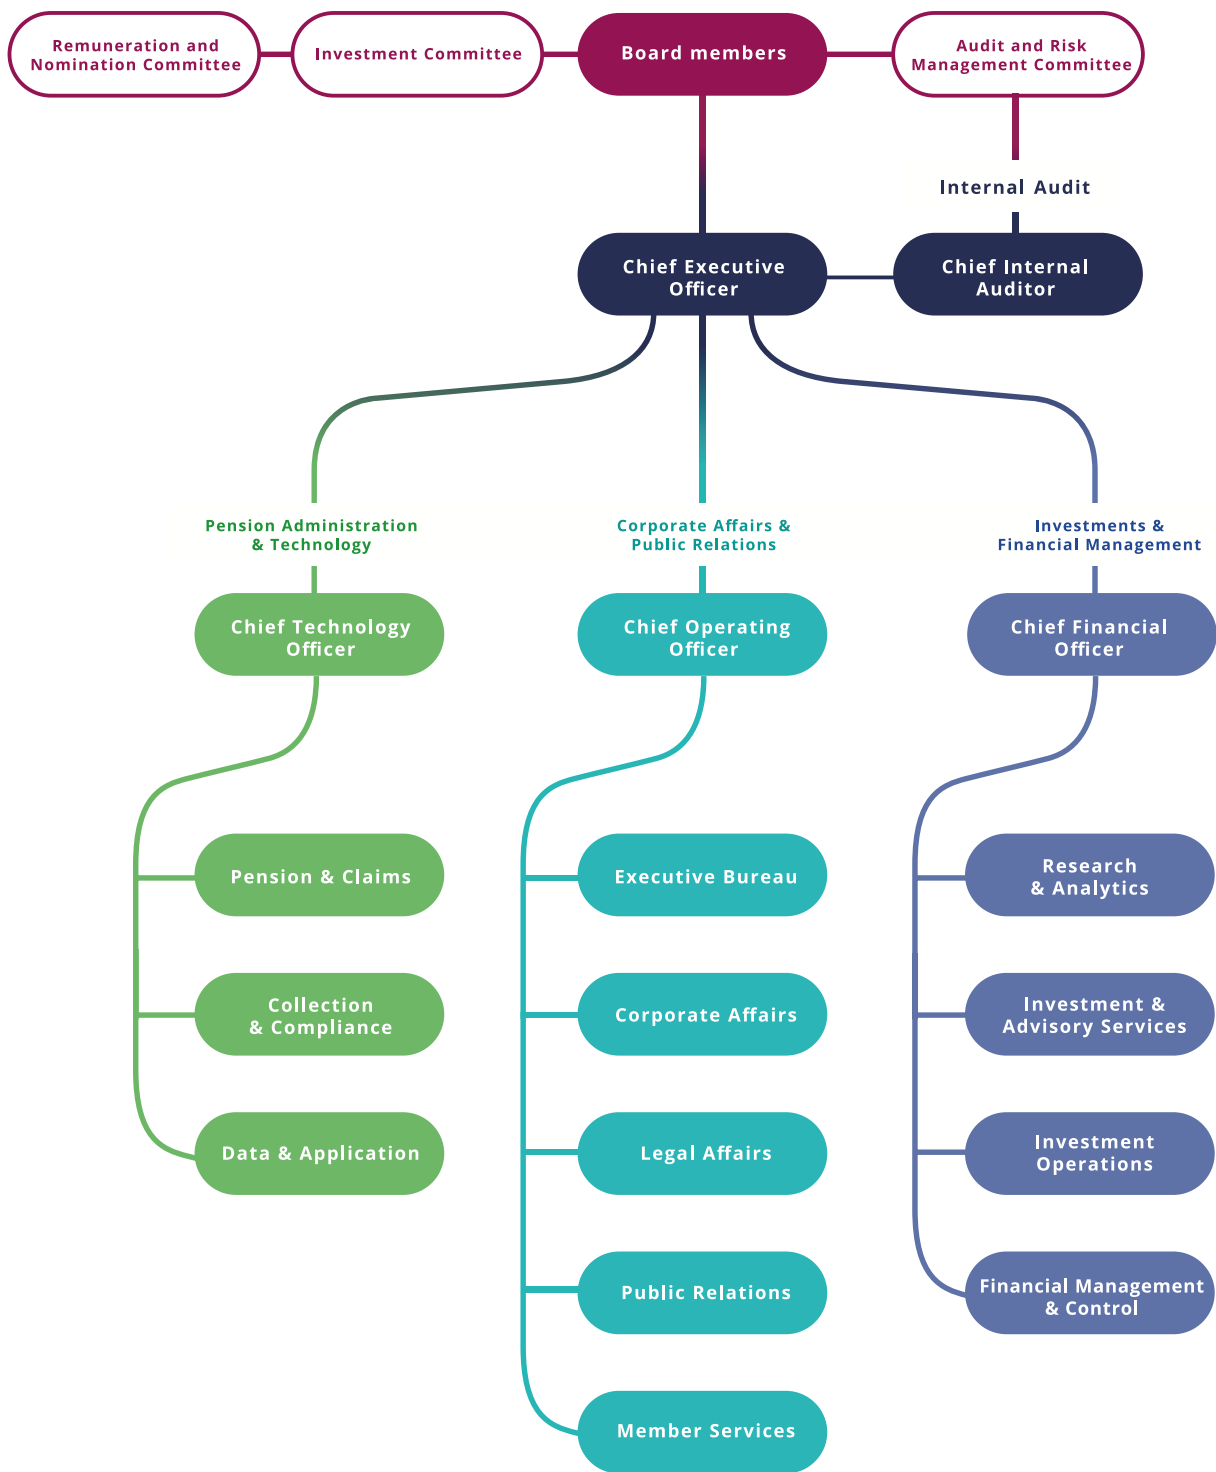 Remuneration and
Nomination Committee
Investment Committee
Board members
Audit and Risk
Management Committee
Internal Audit
Chief Executive
Officer
Chief Internal
Auditor
Pension Administration
& Technology
Corporate Affairs &
Public Relations
Investments &
Financial Management
Chief Technology
Officer
Chief Operating
Officer
Chief Financial
Officer
Pension & Claims
Executive Bureau
Research
& Analytics
Collection
& Compliance
Corporate Affairs
Investment &
Advisory Services
Data & Application
Legal Affairs
Investment
Operations
Public Relations
Financial Management
& Control
Member Services